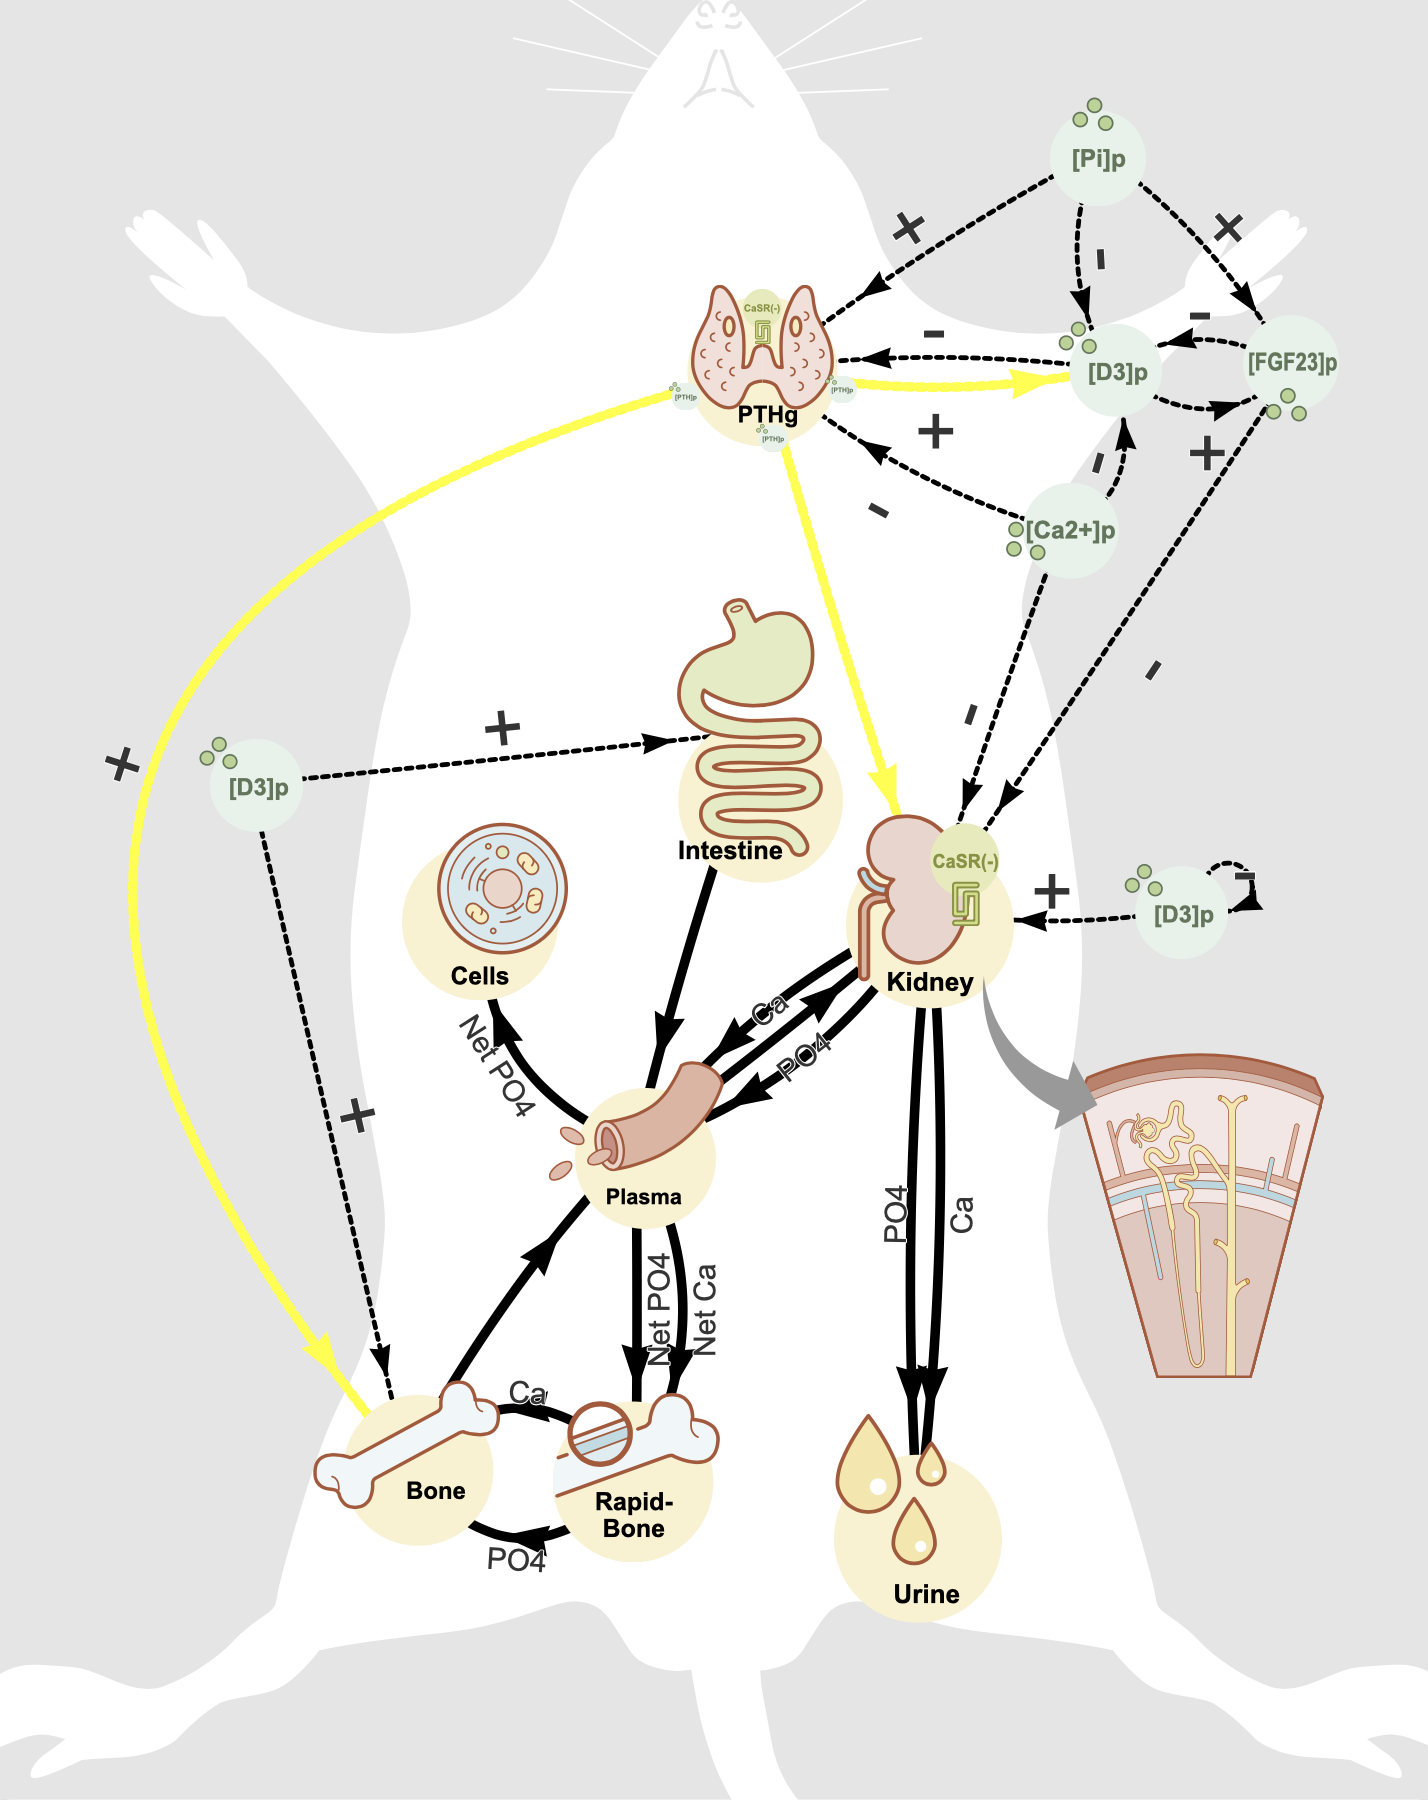 [Pi]p
+
+
-
CaSR(-)
-
-
[D3]p
[FGF23]p
[PTH]p
[PTH]p
PTHg
[PTH]p
+
+
-
-
[Ca2+]p
-
-
+
-
+
[D3]p
Intestine
CaSR(-)
+
-
[D3]p
Cells
Kidney
Net PO4
Ca
PO4
+
Plasma
PO4
Ca
Net PO4
Net Ca
Ca
Bone
Rapid-
Bone
PO4
Urine